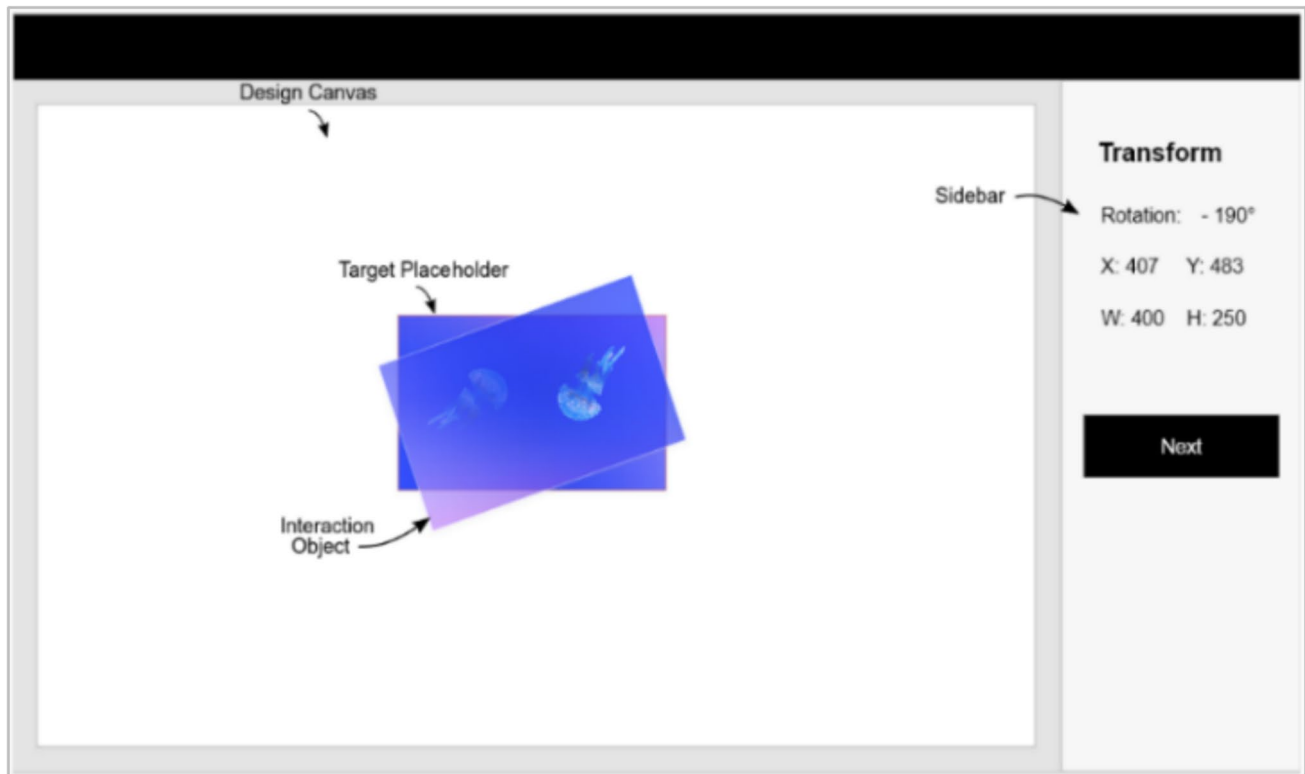 Design Canvas
Transform
Sidebar
Rotation: - 190°
X: 407 Y: 483
Target Placeholder
W: 400 H: 250
Next
Interaction
Object